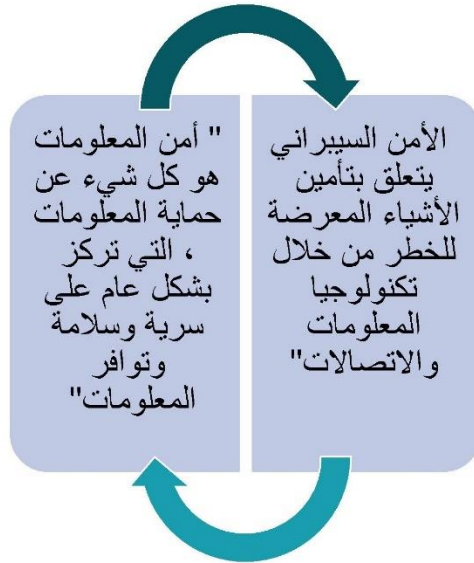 الأمن السيبراني
يتعلق بتأمين
الأشياء المعرضة
للخطر من خلال
تكنولوجيا
المعلومات
والاتصالات"
" أمن المعلومات
هو كل شيء عن
حماية المعلومات
، التي تركز
بشكل عام على
سرية وسلامة
وتوافر
المعلومات"